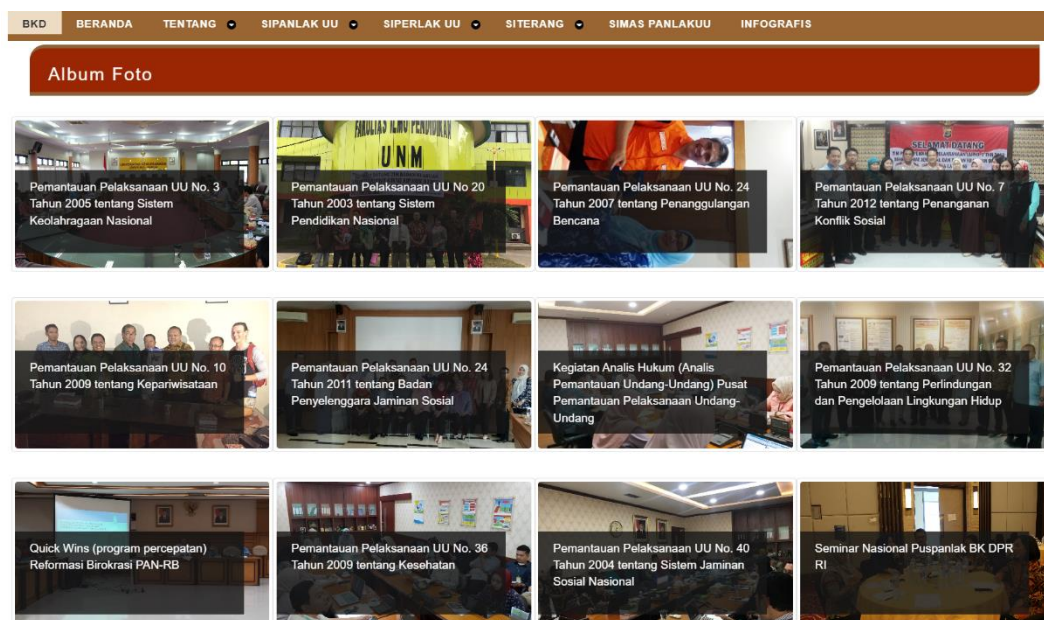 BKD BERANDA TENTANG SIPANLAK UU SIPERLAK UU SITERANG SIMAS PANLAKUU INFOGRAFIS
Album Foto
FAKULTAS ILMU PENDIDIKAN
UNM
Pemantauan Pelaksanaan UU No. 3
Tahun 2005 tentang Sistem
Keolahragaan Nasional
Pemantauan Pelaksanaan UU No 20
Tahun 2003 tentang Sistem
Pendidikan Nasional
Pemantauan Pelaksanaan UU No. 24
Tahun 2007 tentang Penanggulangan
Bencana
SELAMAT DATANG
Pemantauan Pelaksanaan UU No. 7
Tahun 2012 tentang Penanganan
Konflik Sosial
Pemantauan Pelaksanaan UU No. 10
Tahun 2009 tentang Kepariwisataan
Pemantauan Pelaksanaan UU No. 24
Tahun 2011 tentang Badan
Penyelenggara Jaminan Sosial
Kegiatan Analis Hukum (Analis
Pemantauan Undang-Undang) Pusat
Pemantauan Pelaksanaan Undang-
Undang
Pemantauan Pelaksanaan UU No. 32
Tahun 2009 tentang Perlindungan
dan Pengelolaan Lingkungan Hidup
Quick Wins (program percepatan)
Reformasi Birokrasi PAN-RB
Pemantauan Pelaksanaan UU No. 36
Tahun 2009 tentang Kesehatan
Pemantauan Pelaksanaan UU No. 40
Tahun 2004 tentang Sistem Jaminan
Sosial Nasional
Seminar Nasional Puspanlak BK DPR
RI